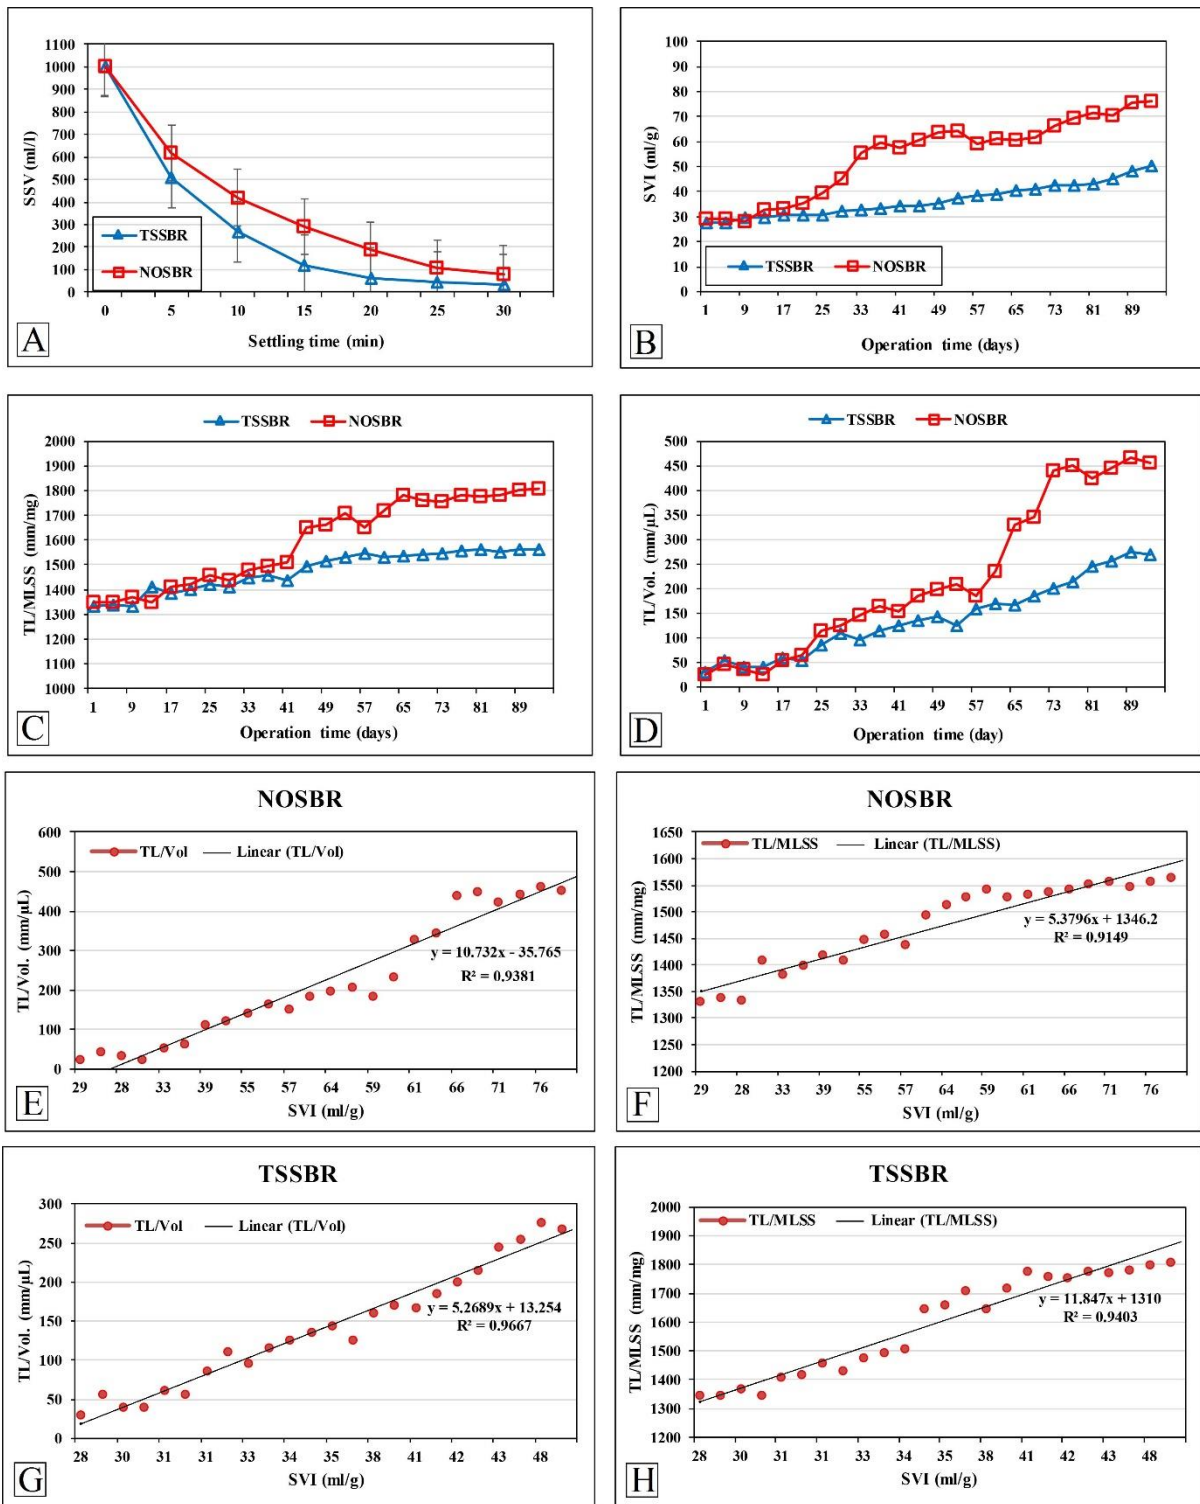 1100
1000
900
800
700
600
500
400
300
200
100
0
SSV (ml/l)
TSSBR
NOSBR
0 5 10 15 20 25 30
Settling time (min)
A
100
90
80
70
60
50
40
30
20
10
0
SVI (ml/g)
TSSBR NOSBR
1 9 17 25 33 41 49 57 65 73 81 89
Operation time (days)
B
TSSBR NOSBR
2000
1900
1800
1700
1600
1500
1400
1300
1200
1100
1000
TL/MLSS (mm/mg)
1 9 17 25 33 41 49 57 65 73 81 89
Operation time (days)
C
TSSBR NOSBR
500
450
400
350
300
250
200
150
100
50
0
TL/Vol. (mm/µL)
1 9 17 25 33 41 49 57 65 73 81 89
Operation time (day)
D
NOSBR
600
500
400
300
200
100
0
TL/Vol. (mm/µL)
TL/Vol Linear (TL/Vol)
y = 10.732x - 35.765
R² = 0.9381
29 28 33 39 55 57 64 59 61 66 71 76
SVI (ml/g)
E
NOSBR
1650
1600
1550
1500
1450
1400
1350
1300
1250
1200
TL/MLSS (mm/mg)
TL/MLSS Linear (TL/MLSS)
y = 5.3796x + 1346.2
R² = 0.9149
29 28 33 39 55 57 64 59 61 66 71 76
SVI (ml/g)
F
TSSBR
300
250
200
150
100
50
0
TL/Vol. (mm/µL)
TL/Vol Linear (TL/Vol)
y = 5.2689x + 13.254
R² = 0.9667
28 30 31 31 33 34 35 38 41 42 43 48
SVI (ml/g)
G
TSSBR
2000
1900
1800
1700
1600
1500
1400
1300
1200
TL/MLSS (mm/mg)
TL/MLSS Linear (TL/MLSS)
y = 11.847x + 1310
R² = 0.9403
28 30 31 31 33 34 35 38 41 42 43 48
SVI (ml/g)
H